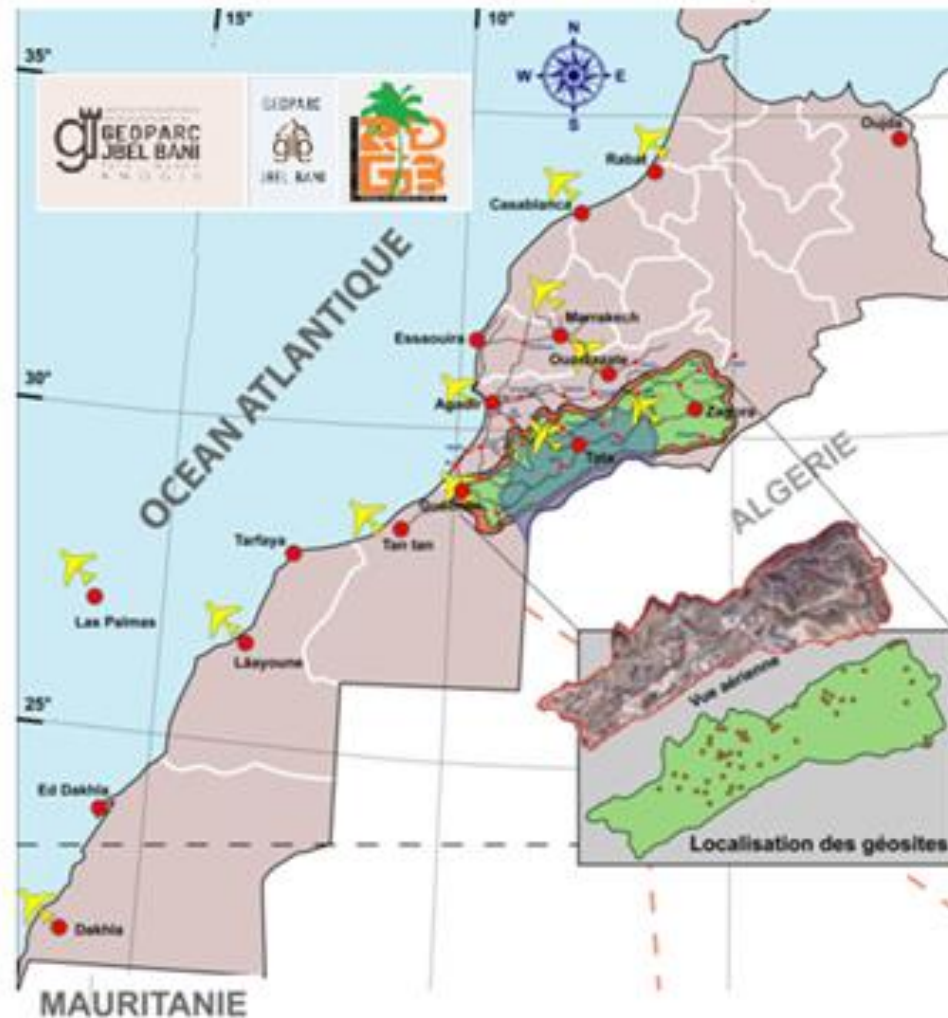 15°
10°
N
W E
S
35°
GEOPARC
JBEL BANI
GEOPARC
JBEL BANI
Oujda
Rabat
Casablanca
OCEAN ATLANTIQUE
Marrakech
Essaouira
Ouarzazate
30°
Agadir
Zagora
Tata
ALGERIE
Tan tan
Tarfaya
Las Palmas
Lâayoune
Vue aérienne
25°
Ed Dakhla
Localisation des géosites
Dakhla
MAURITANIE